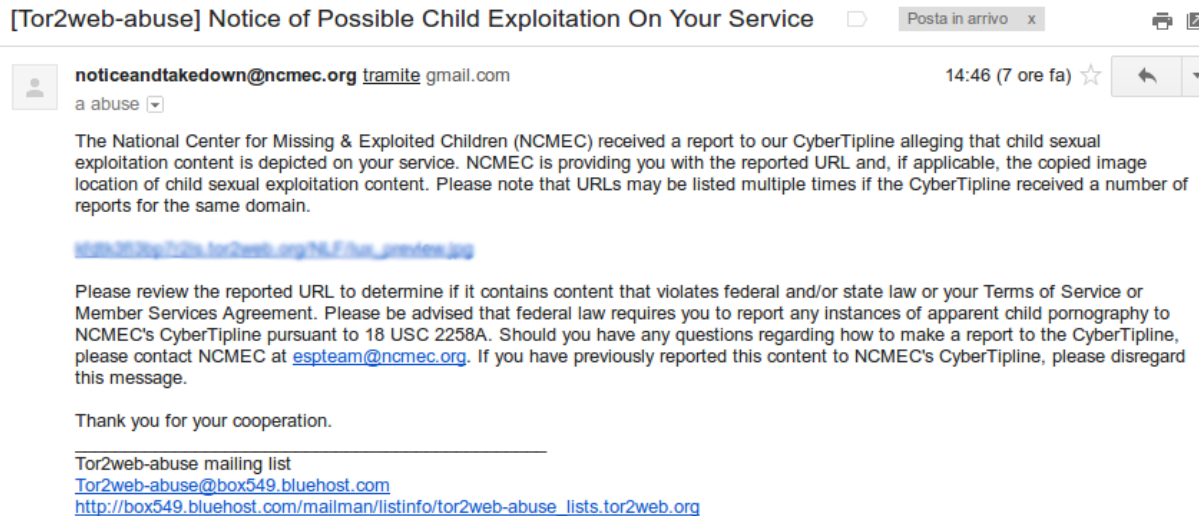 [Tor2web-abuse] Notice of Possible Child Exploitation On Your Service
Posta in arrivo x
noticeandtakedown@ncmec.org tramite gmail.com
14:46 (7 ore fa)
a abuse
The National Center for Missing & Exploited Children (NCMEC) received a report to our CyberTipline alleging that child sexual
exploitation content is depicted on your service. NCMEC is providing you with the reported URL and, if applicable, the copied image
location of child sexual exploitation content. Please note that URLs may be listed multiple times if the CyberTipline received a number of
reports for the same domain.
Please review the reported URL to determine if it contains content that violates federal and/or state law or your Terms of Service or
Member Services Agreement. Please be advised that federal law requires you to report any instances of apparent child pornography to
NCMEC's CyberTipline pursuant to 18 USC 2258A. Should you have any questions regarding how to make a report to the CyberTipline,
please contact NCMEC at espteam@ncmec.org. If you have previously reported this content to NCMEC's CyberTipline, please disregard
this message.
Thank you for your cooperation.
Tor2web-abuse mailing list
Tor2web-abuse@box549.bluehost.com
http://box549.bluehost.com/mailman/listinfo/tor2web-abuse_lists.tor2web.org